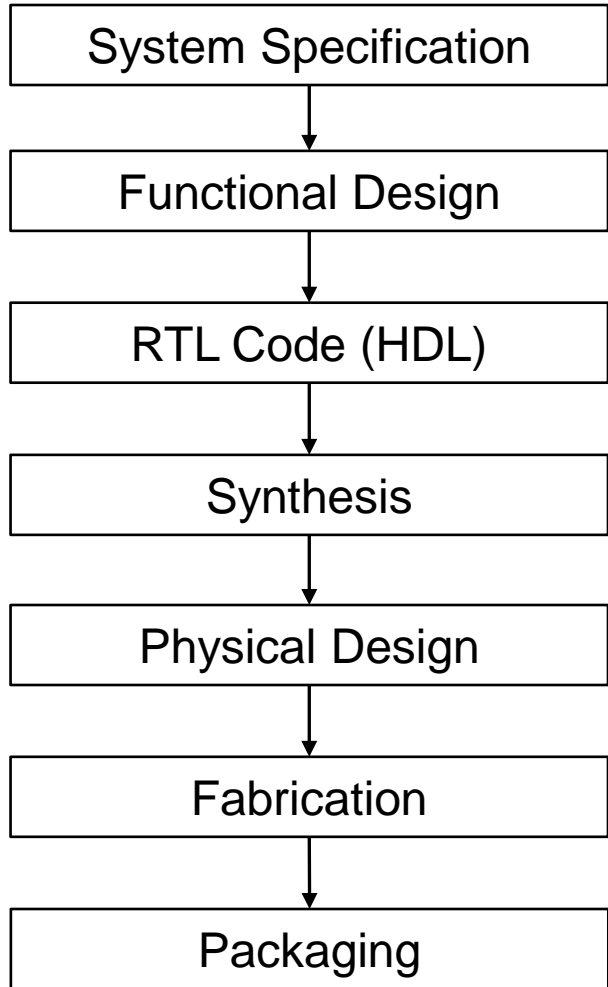 System Specification
Functional Design
RTL Code (HDL)
Synthesis
Physical Design
Fabrication
Packaging